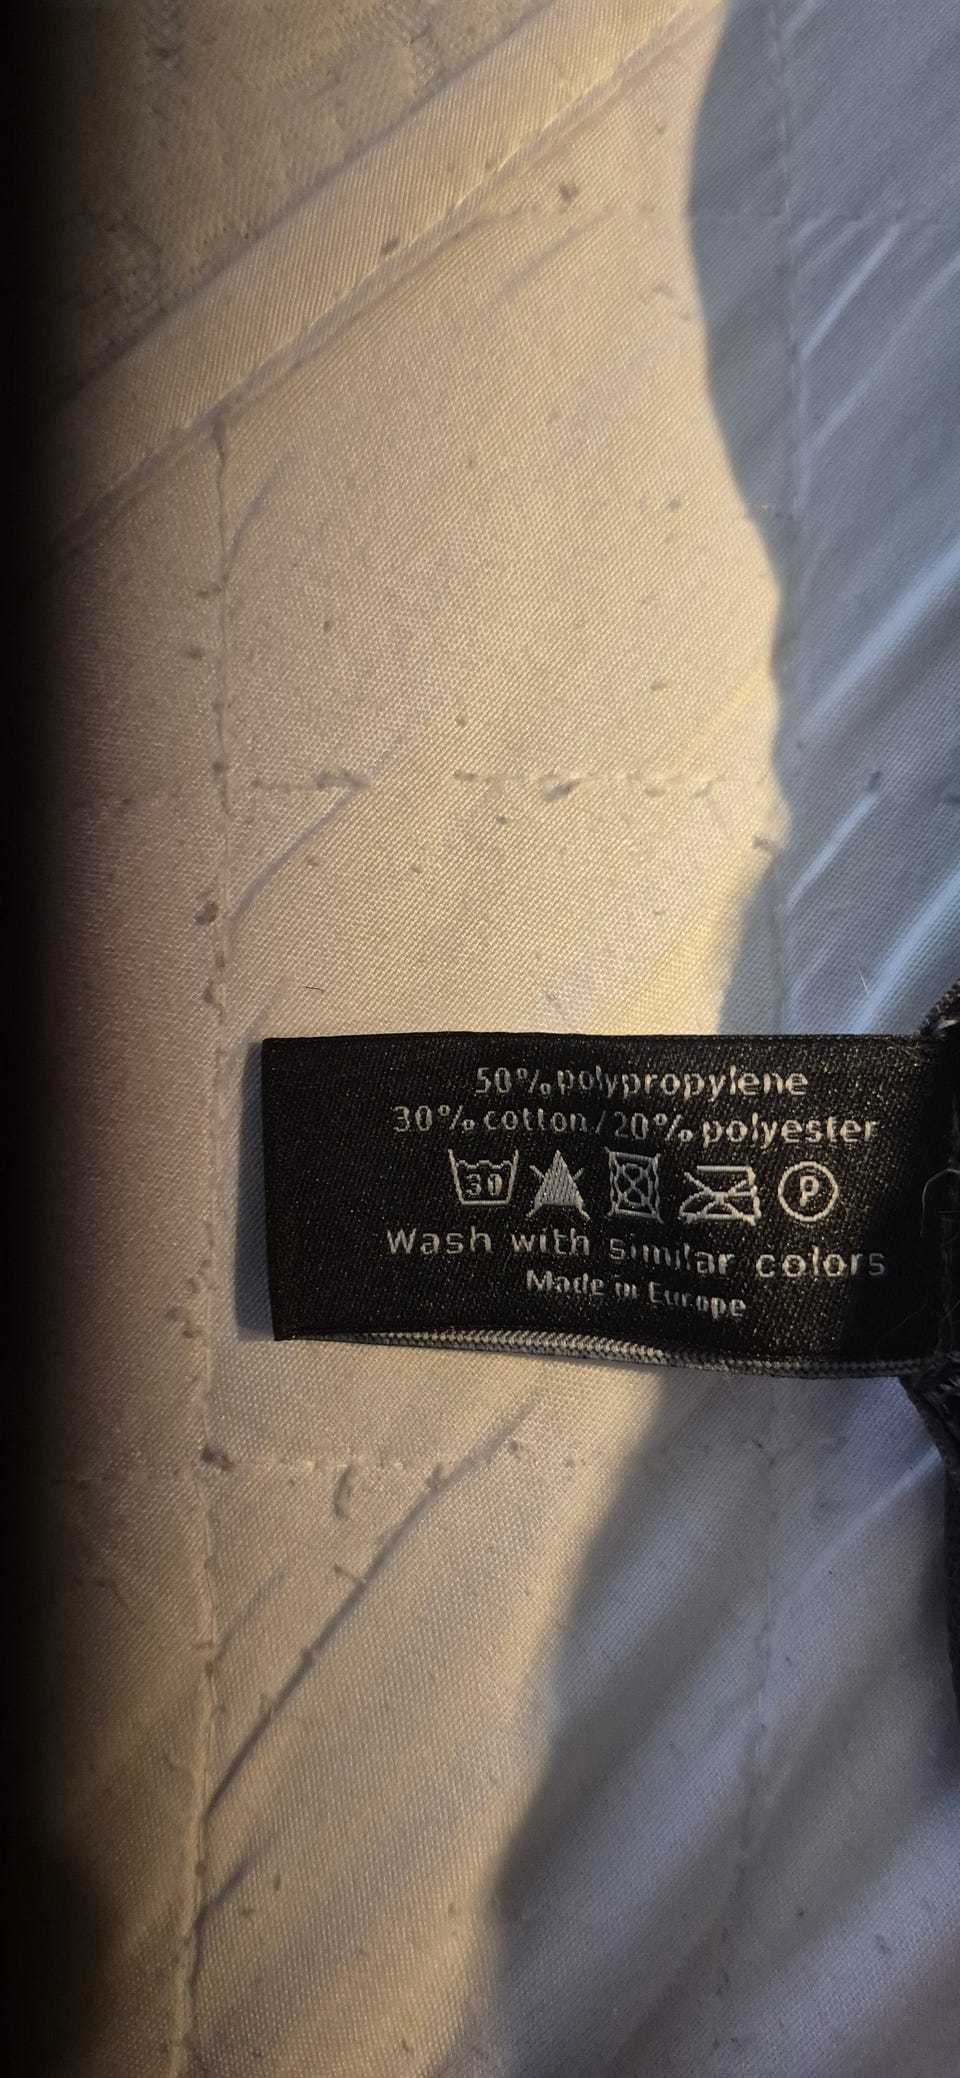 50% polypropylene
30% cotton/20% polyester
30 P
Wash with similar colors
Made in Europe